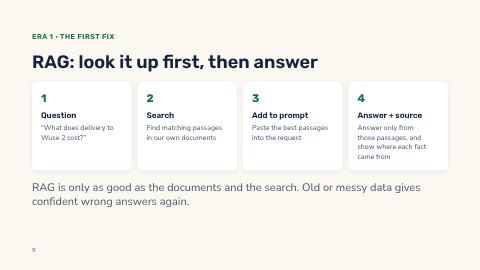 ERA 1 · THE FIRST FIX
RAG: look it up first, then answer
1
Question
"What does delivery to
Wuse 2 cost?"
2
Search
Find matching passages
in our own documents
3
Add to prompt
Paste the best passages
into the request
4
Answer + source
Answer only from
those passages, and
show where each fact
came from
RAG is only as good as the documents and the search. Old or messy data gives
confident wrong answers again.
9